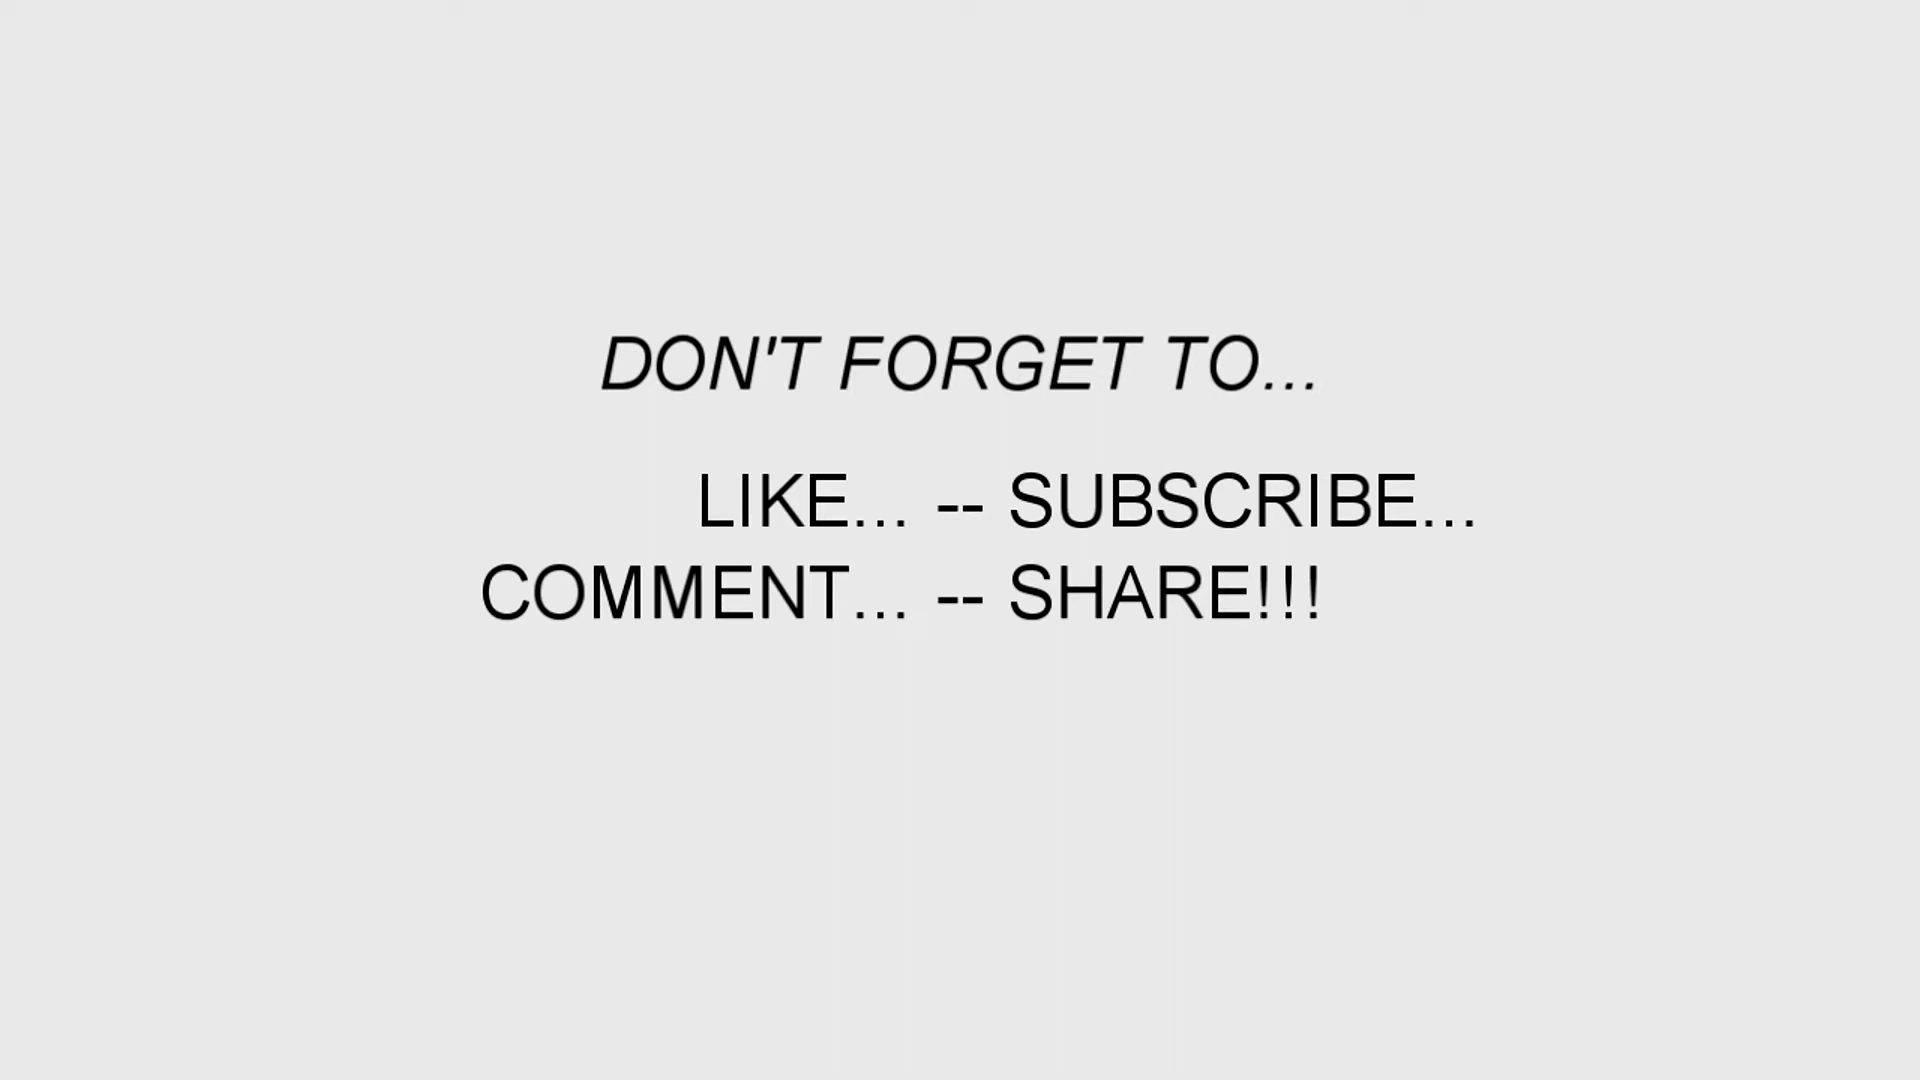 DON'T FORGET TO...
LIKE... -- SUBSCRIBE...
COMMENT... -- SHARE!!!